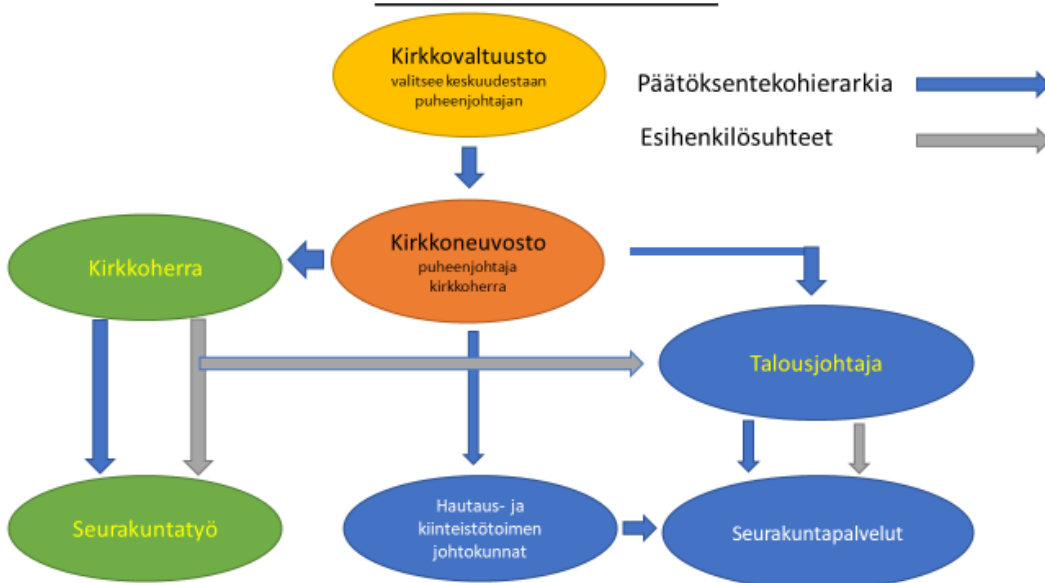 Kirkkovaltuusto
valitsee keskuudestaan
puheenjohtajan
Päätöksentekohierarkia
Esihenkilösuhteet
Kirkkoherra
Kirkkoneuvosto
puheenjohtaja
kirkkoherra
Talousjohtaja
Seurakuntatyö
Hautaus- ja
kiinteistötoimen
johtokunnat
Seurakuntapalvelut